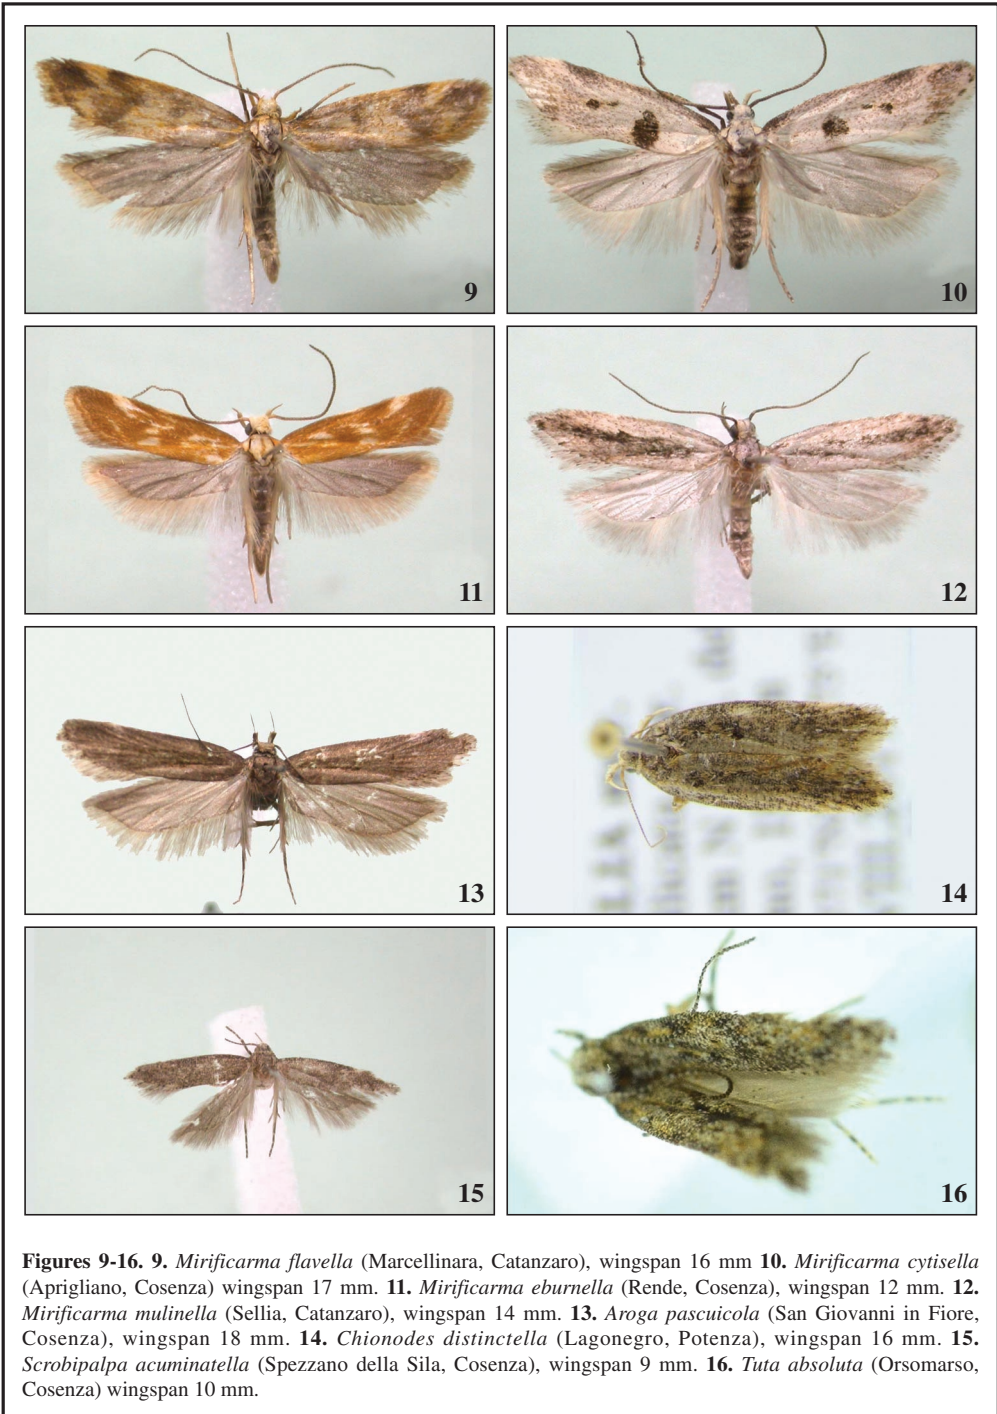 9
10
11
12
13
14
15
16
Figures 9-16. 9. Mirificarma flavella (Marcellinara, Catanzaro), wingspan 16 mm 10. Mirificarma cytisella
(Aprigliano, Cosenza) wingspan 17 mm. 11. Mirificarma eburnella (Rende, Cosenza), wingspan 12 mm. 12.
Mirificarma mulinella (Sellia, Catanzaro), wingspan 14 mm. 13. Aroga pascuicola (San Giovanni in Fiore,
Cosenza), wingspan 18 mm. 14. Chionodes distinctella (Lagonegro, Potenza), wingspan 16 mm. 15.
Scrobipalpa acuminatella (Spezzano della Sila, Cosenza), wingspan 9 mm. 16. Tuta absoluta (Orsomarso,
Cosenza) wingspan 10 mm.